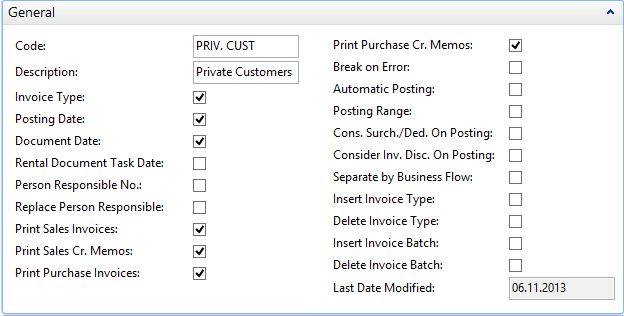 General
Code: PRIV. CUST
Description: Private Customers
Invoice Type:
Posting Date:
Document Date:
Rental Document Task Date:
Person Responsible No.:
Replace Person Responsible:
Print Sales Invoices:
Print Sales Cr. Memos:
Print Purchase Invoices:
Print Purchase Cr. Memos:
Break on Error:
Automatic Posting:
Posting Range:
Cons. Surch./Ded. On Posting:
Consider Inv. Disc. On Posting:
Separate by Business Flow:
Insert Invoice Type:
Delete Invoice Type:
Insert Invoice Batch:
Delete Invoice Batch:
Last Date Modified: 06.11.2013